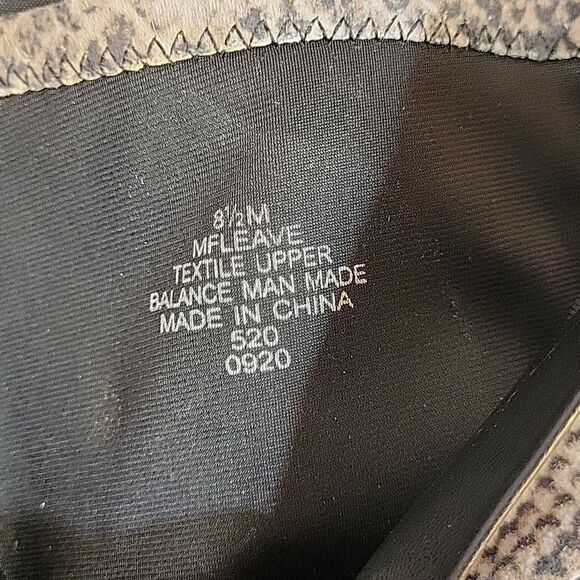 8½M
MFLEAVE
TEXTILE UPPER
BALANCE MAN MADE
MADE IN CHINA
520
0920